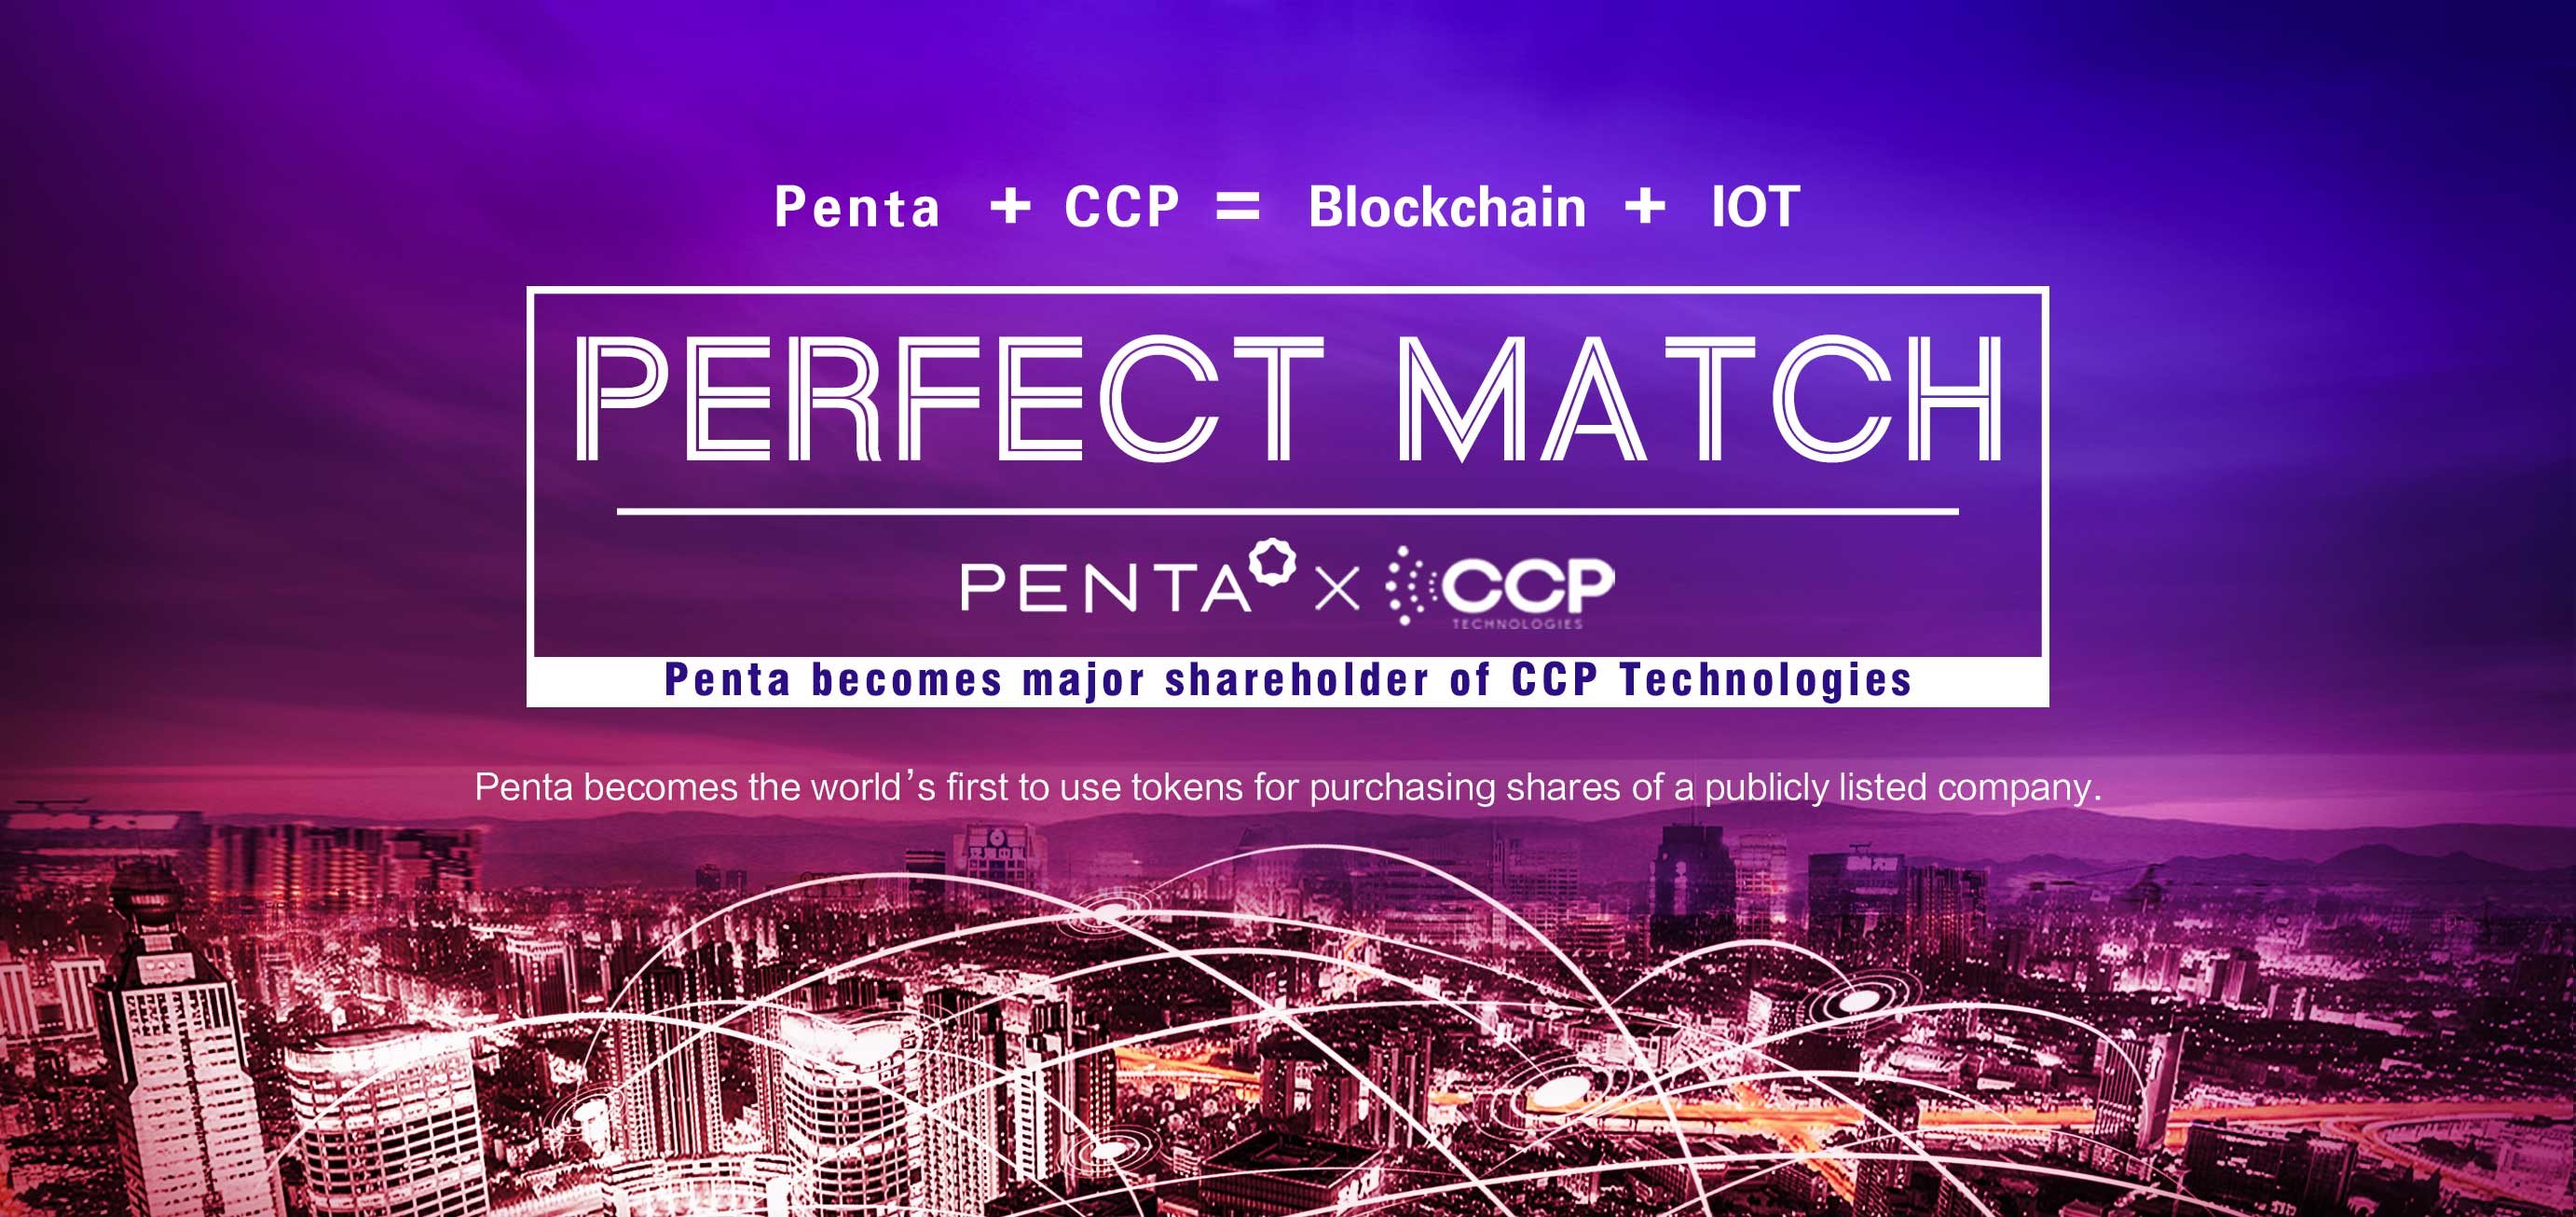 Penta + CCP = Blockchain + IOT
PERFECT MATCH
PENTA X CCP
TECHNOLOGIES
Penta becomes major shareholder of CCP Technologies
Penta becomes the world’s first to use tokens for purchasing shares of a publicly listed company.